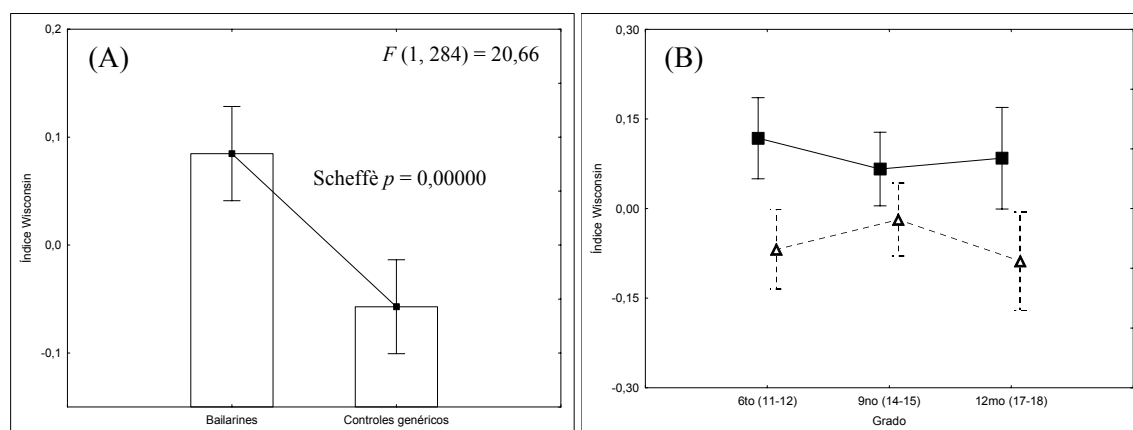 (A)
F (1, 284) = 20,66
Scheffè p = 0,00000
0,2
0,1
0,0
-0,1
Índice Wisconsin
Bailarines
Controles genéricos
(B)
0,30
0,15
0,00
-0,15
-0,30
Índice Wisconsin
6to (11-12)
9no (14-15)
12mo (17-18)
Grado